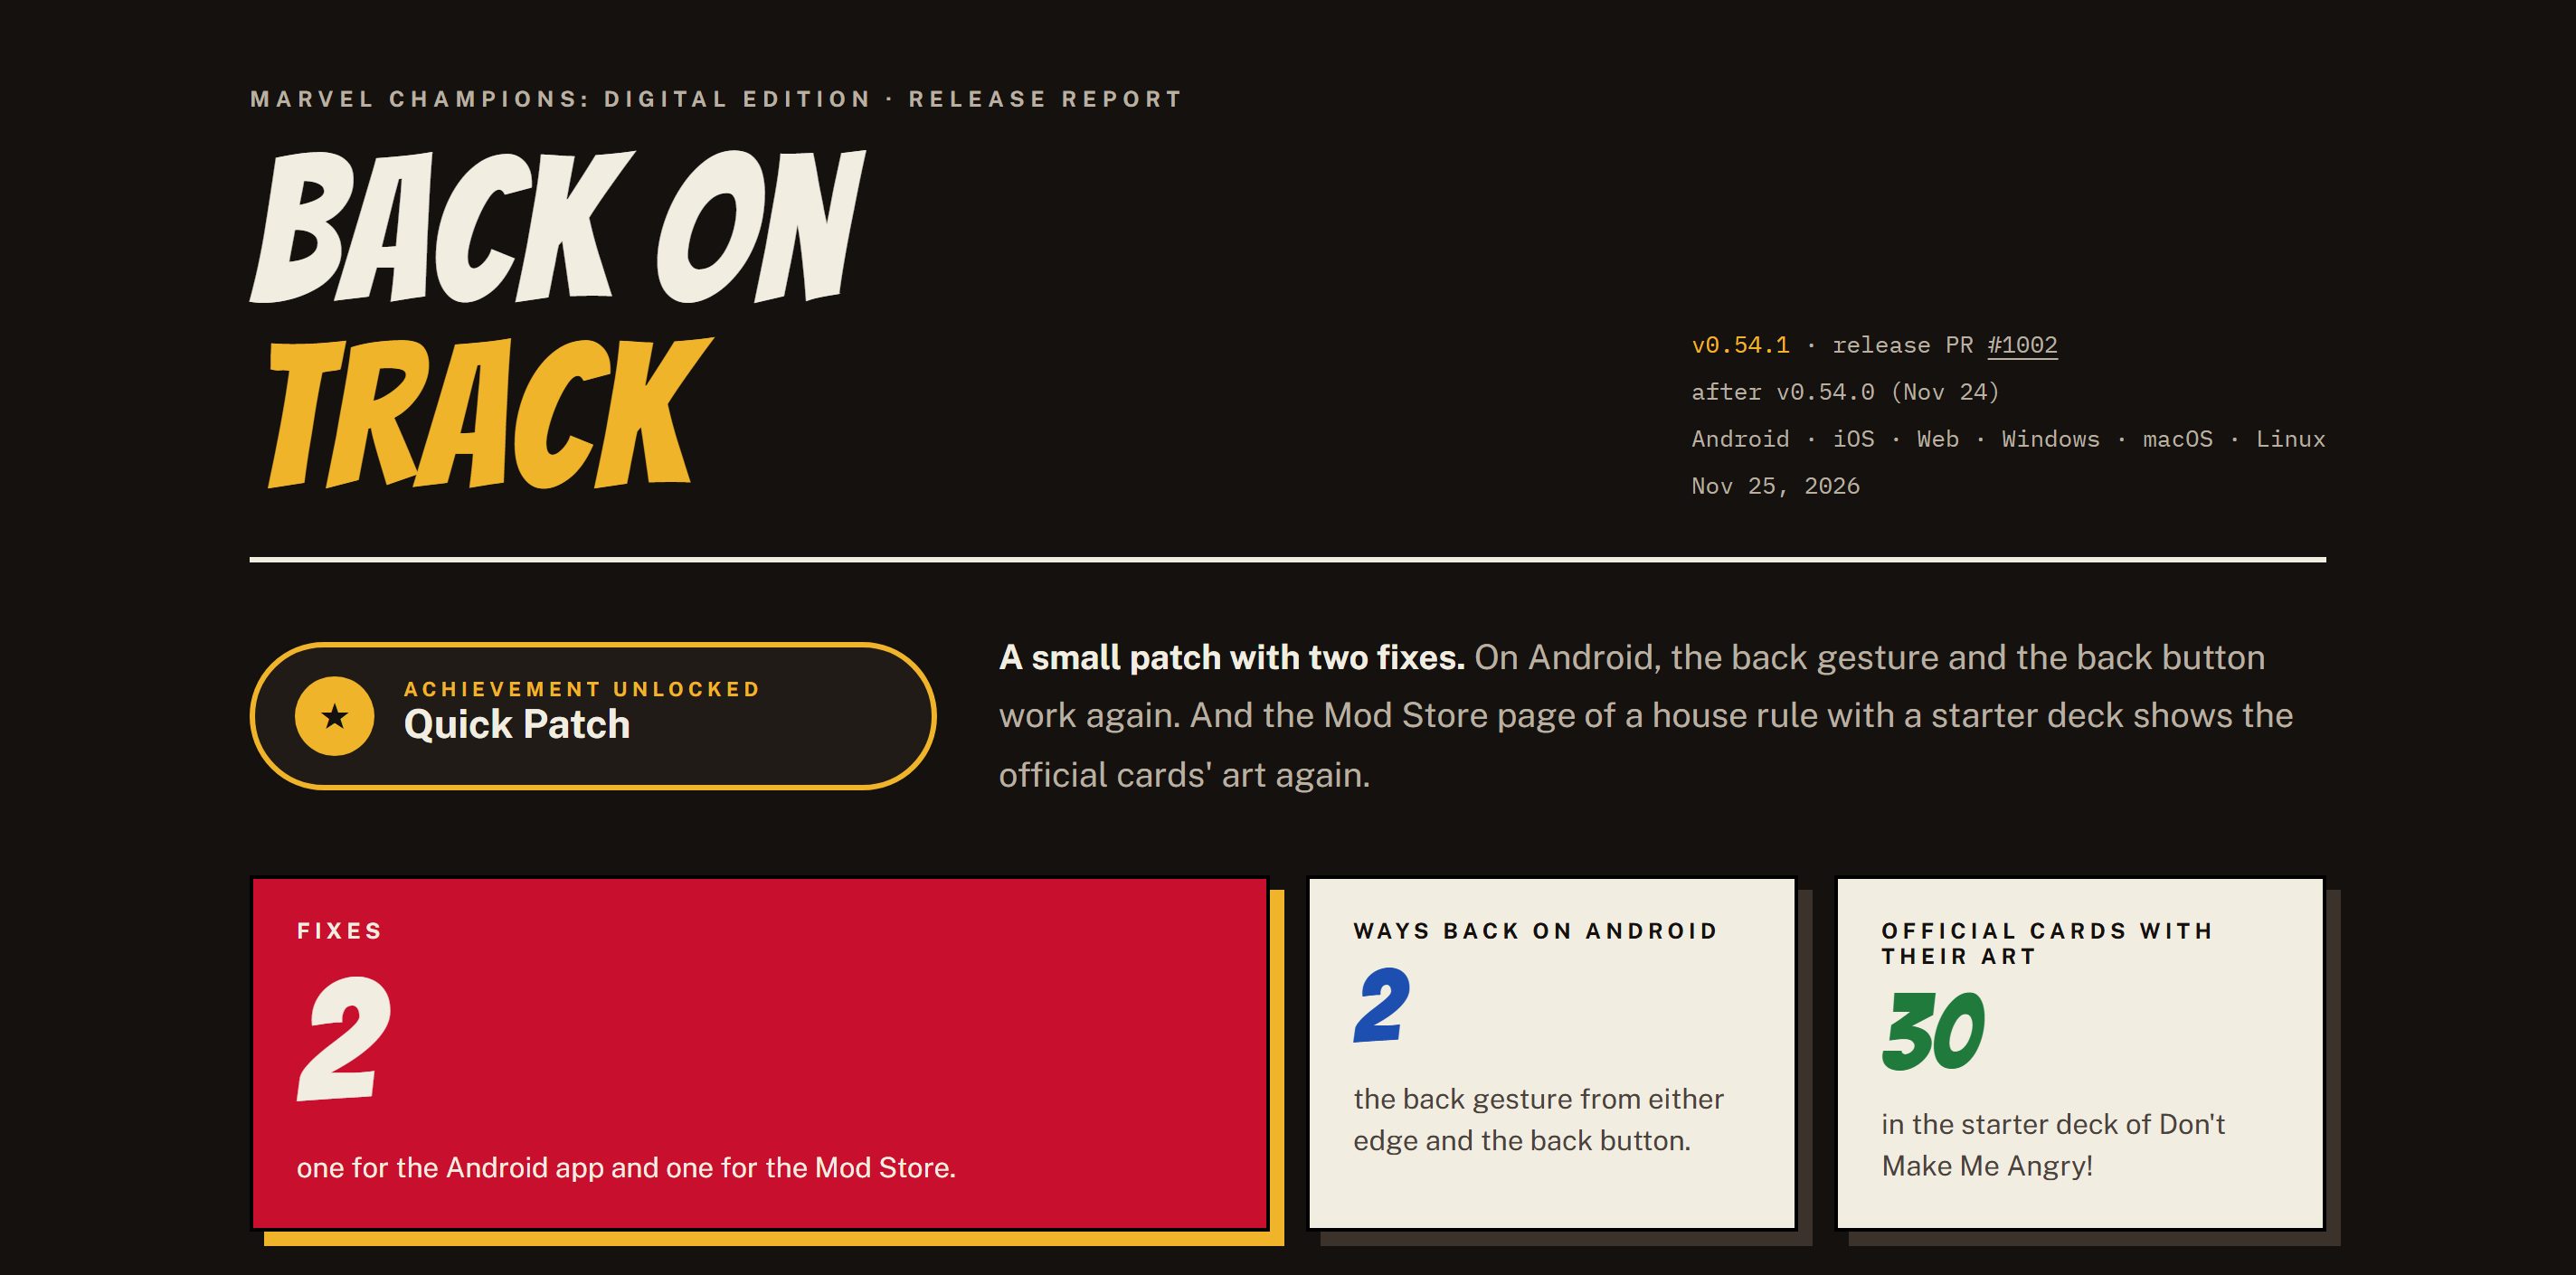 MARVEL CHAMPIONS: DIGITAL EDITION · RELEASE REPORT
BACK ON
TRACK
v0.54.1 · release PR #1002
after v0.54.0 (Nov 24)
Android · iOS · Web · Windows · macOS · Linux
Nov 25, 2026
ACHIEVEMENT UNLOCKED
Quick Patch
A small patch with two fixes. On Android, the back gesture and the back button
work again. And the Mod Store page of a house rule with a starter deck shows the
official cards' art again.
FIXES
2
one for the Android app and one for the Mod Store.
WAYS BACK ON ANDROID
2
the back gesture from either
edge and the back button.
OFFICIAL CARDS WITH
THEIR ART
30
in the starter deck of Don't
Make Me Angry!